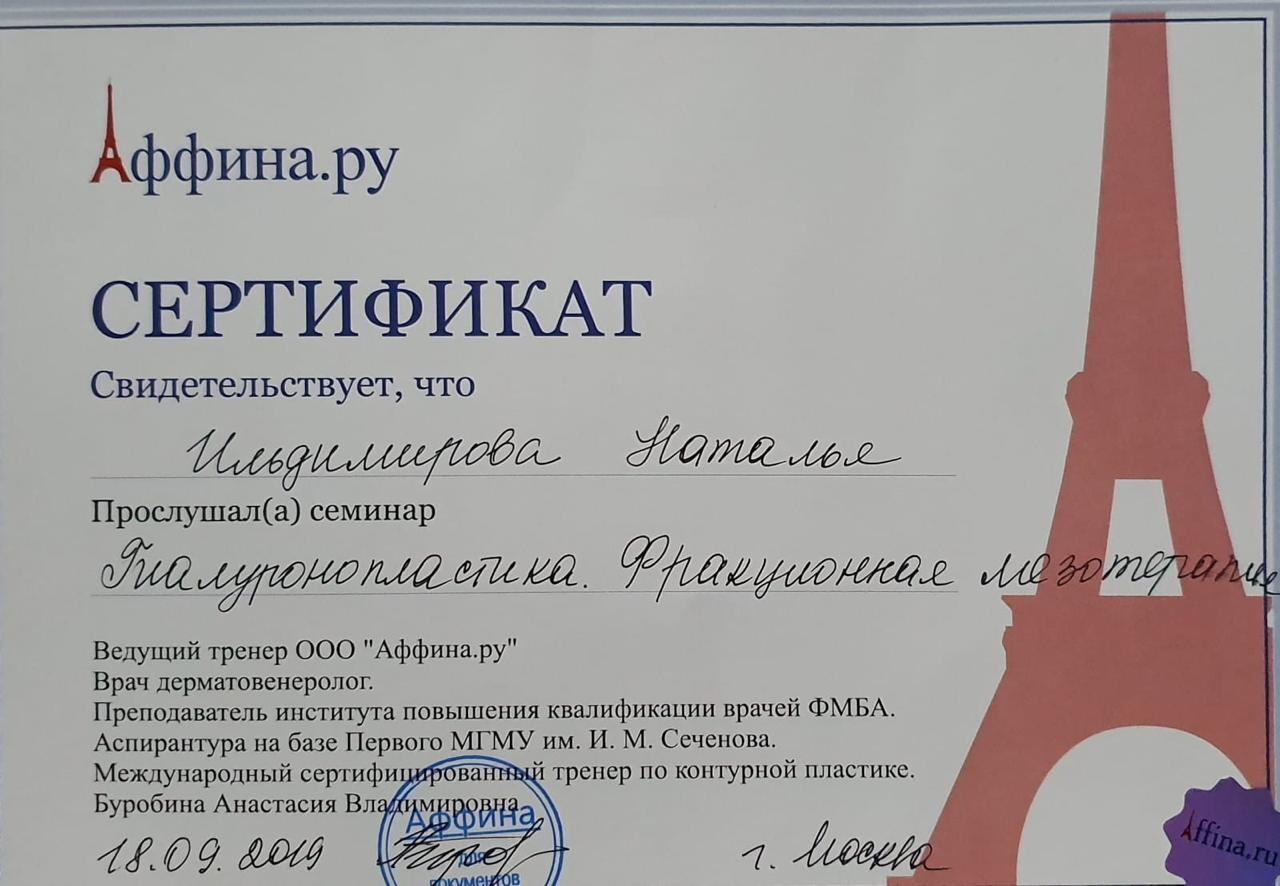 Аффина.ру
СЕРТИФИКАТ
Свидетельствует, что
Ильдимирова Наталья
Прослушал(а) семинар
Гиалуронопластика. Фракционная мезотерапия
Ведущий тренер ООО "Аффина.ру"
Врач дерматовенеролог.
Преподаватель института повышения квалификации врачей ФМБА.
Аспирантура на базе Первого МГМУ им. И. М. Сеченова.
Международный сертифицированный тренер по контурной пластике.
Буробина Анастасия Владимировна
18.09.2019
Аффина
для
документов
г. Москва
Affina.ru